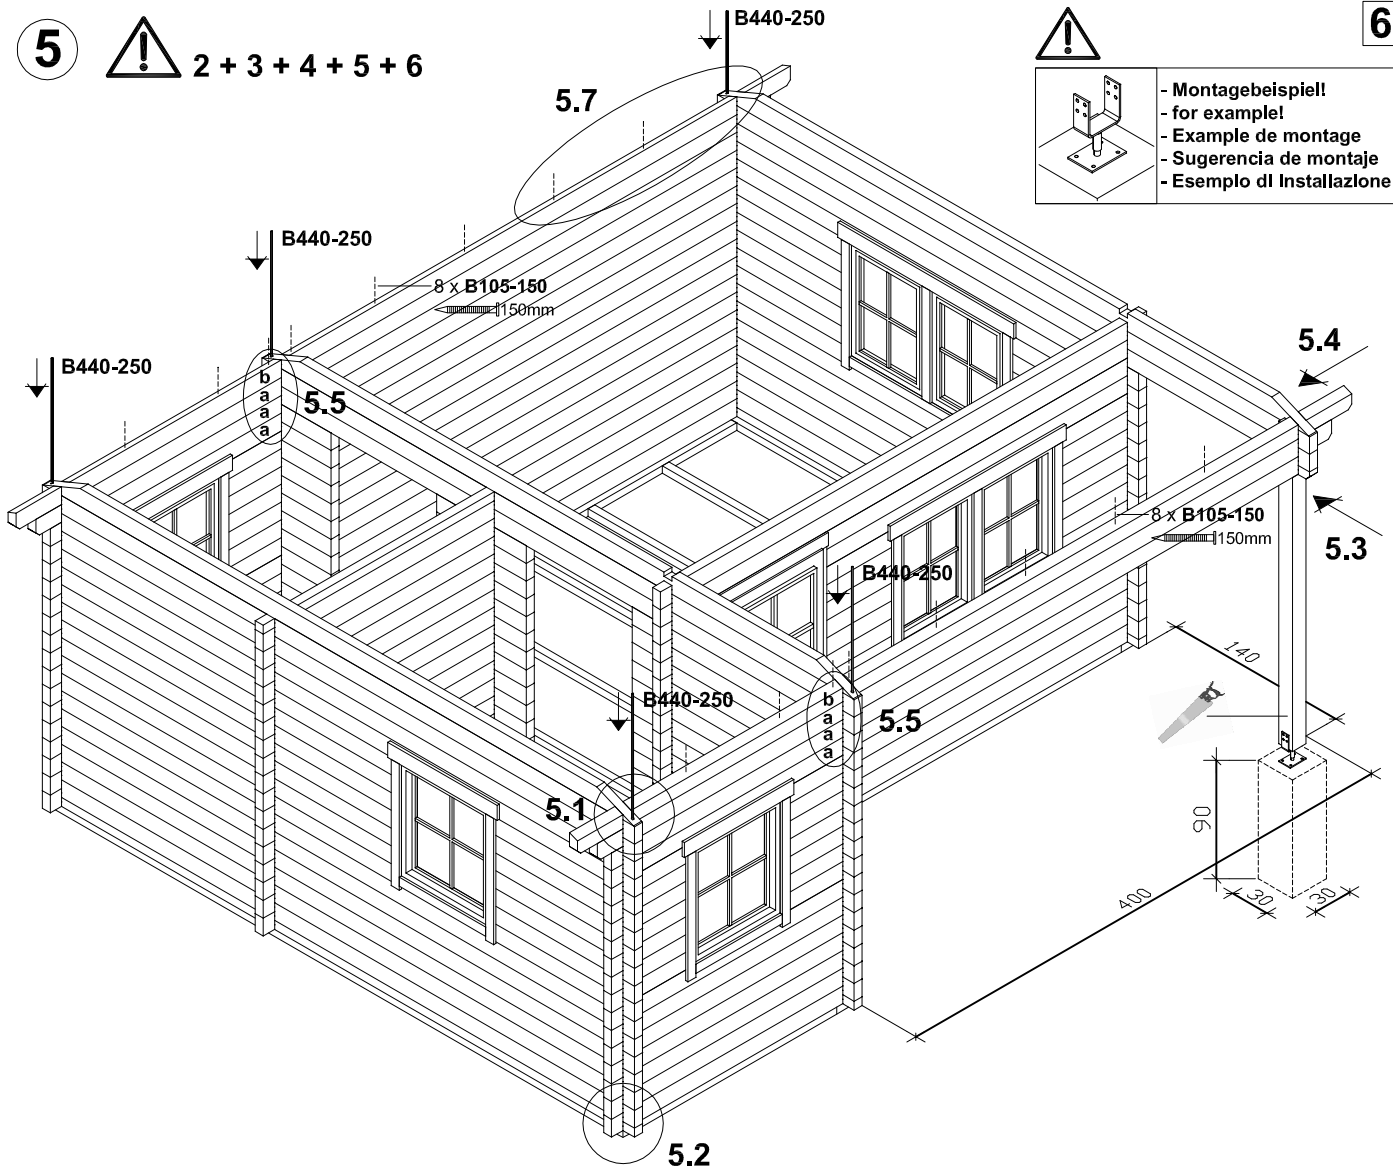 5
2 + 3 + 4 + 5 + 6
B440-250
6
- Montagebeispiel!
- for example!
- Example de montage
- Sugerencia de montaje
- Esemplo dl Installazlone
5.7
B440-250
8 x B105-150
150mm
B440-250
5.4
b
a
a
a
5.5
8 x B105-150
150mm
5.3
B440-250
140
B440-250
b
a
a
a
5.5
5.1
90
400
30
30
5.2